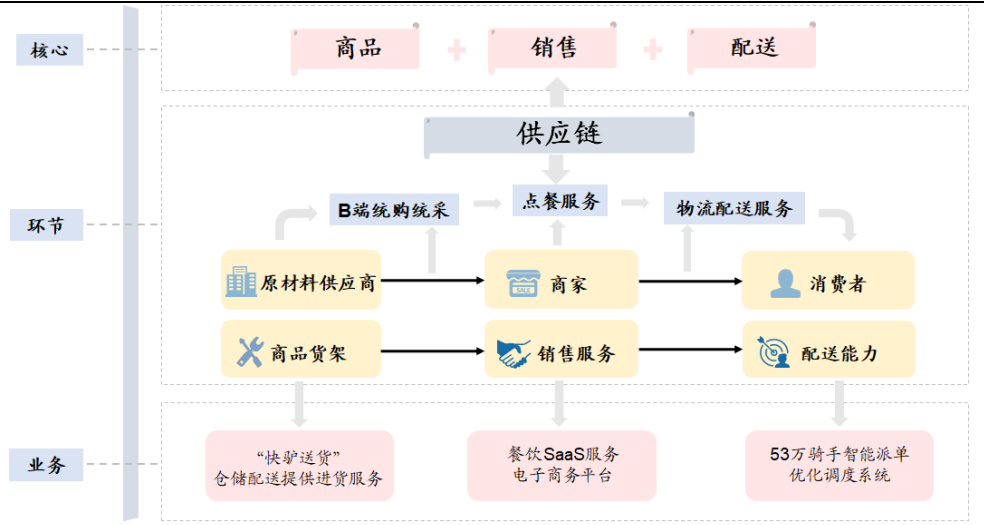 核心
商品 + 销售 + 配送
供应链
环节
B端统购统采
点餐服务
物流配送服务
原材料供应商
商家
SALE
消费者
商品货架
销售服务
配送能力
业务
“快驴送货”
仓储配送提供进货服务
餐饮SaaS服务
电子商务平台
53万骑手智能派单
优化调度系统